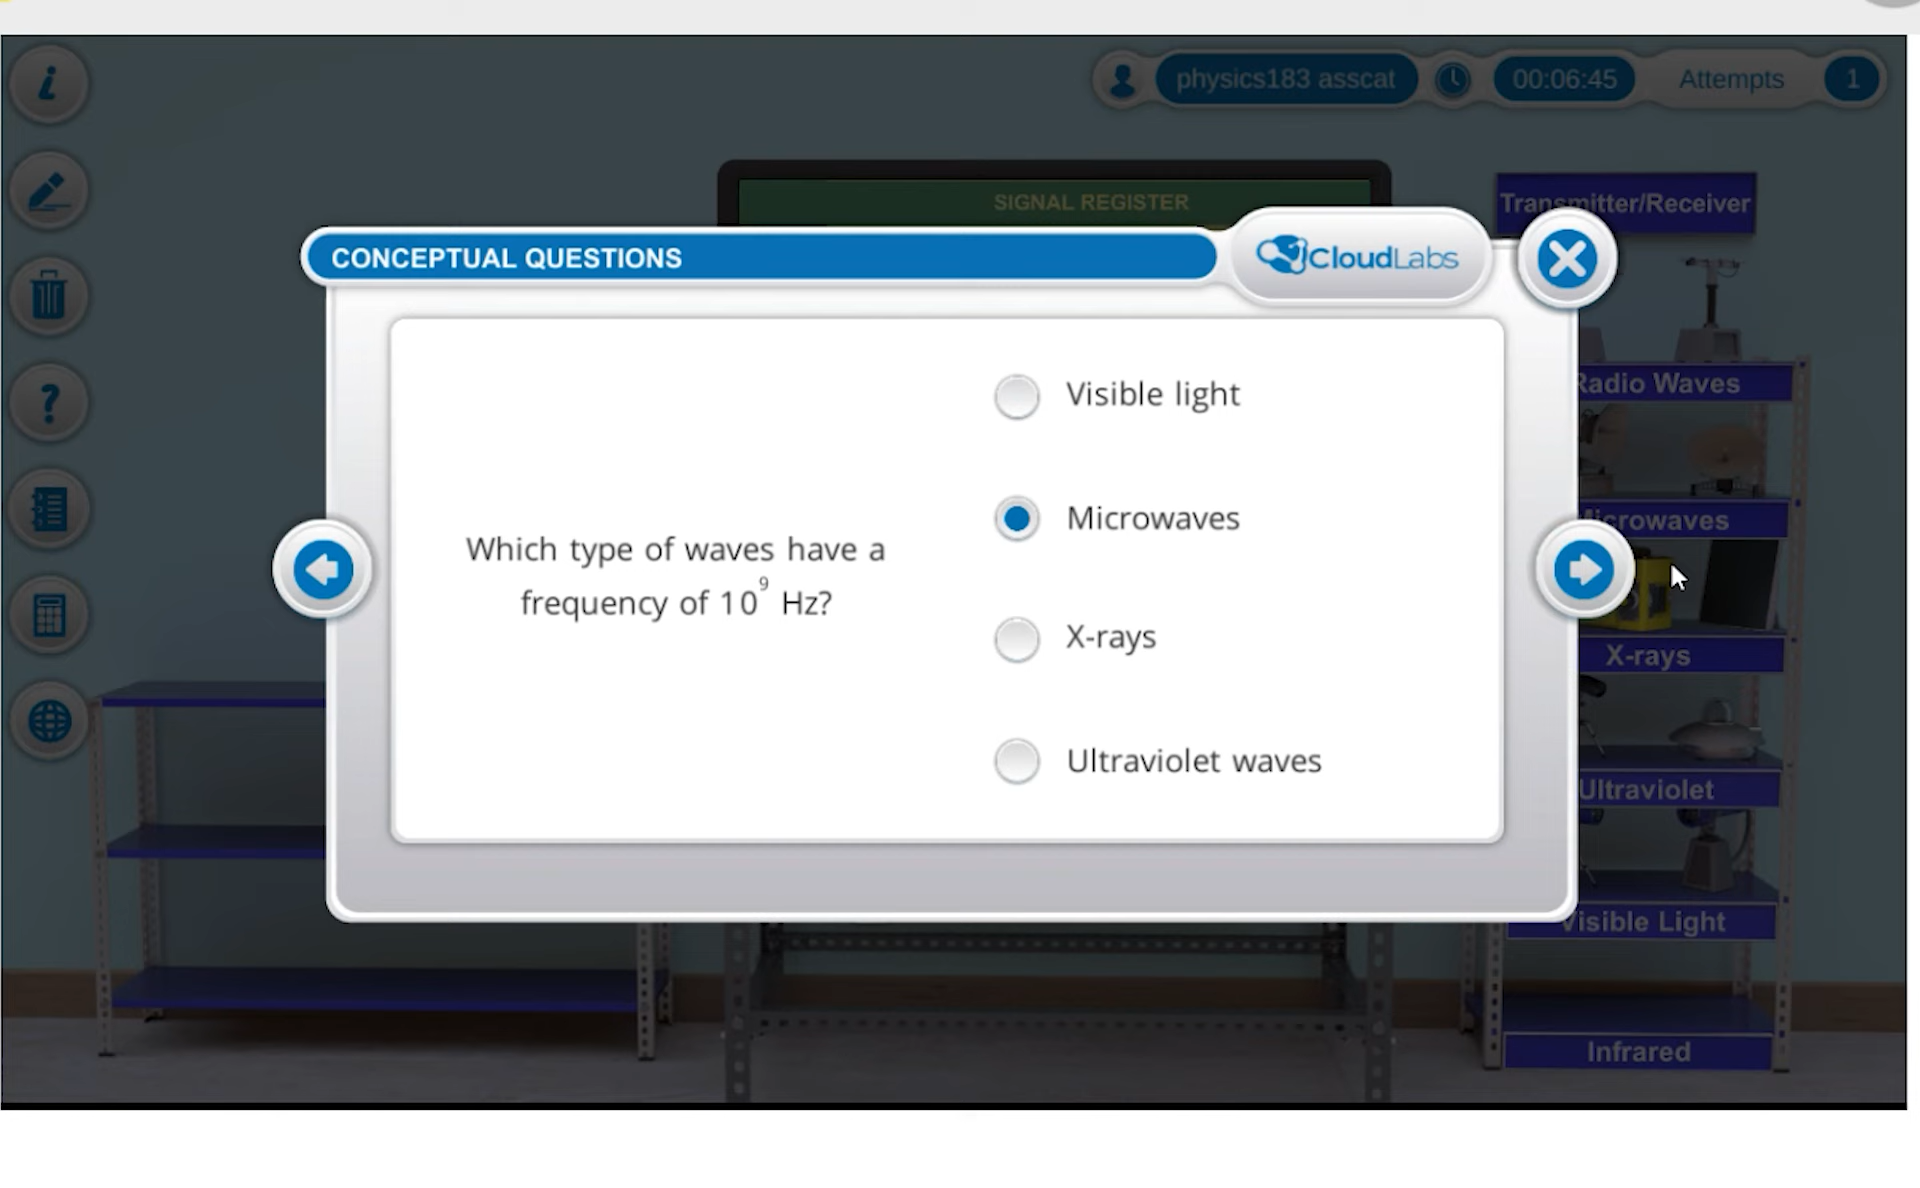 physics183 asscat
00:06:45
Attempts
1
SIGNAL REGISTER
Transmitter/Receiver
CONCEPTUAL QUESTIONS
CloudLabs
Which type of waves have a
frequency of 10⁹ Hz?
Visible light
Microwaves
X-rays
Ultraviolet waves
Radio Waves
Microwaves
X-rays
Ultraviolet
Visible Light
Infrared